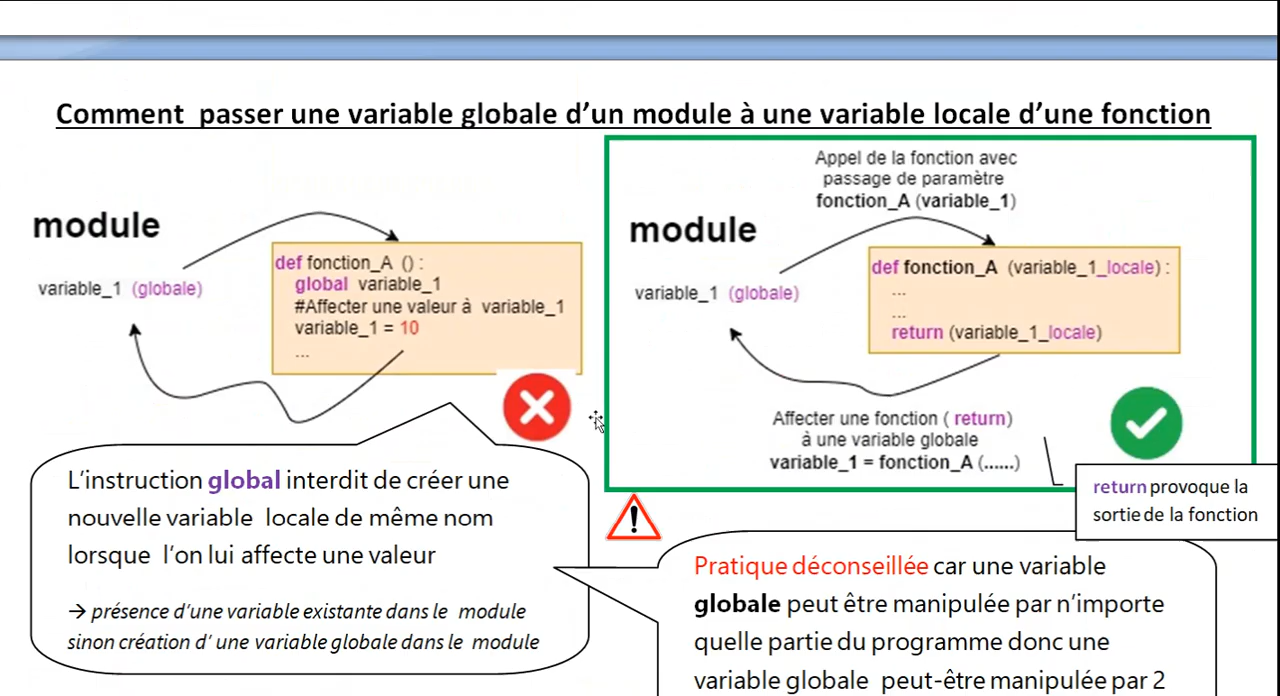 Comment passer une variable globale d’un module à une variable locale d’une fonction
module
variable_1 (globale)
def fonction_A () :
global variable_1
#Affecter une valeur à variable_1
variable_1 = 10
...
L’instruction global interdit de créer une
nouvelle variable locale de même nom
lorsque l’on lui affecte une valeur
→ présence d’une variable existante dans le module
sinon création d’ une variable globale dans le module
Appel de la fonction avec
passage de paramètre
fonction_A (variable_1)
module
variable_1 (globale)
def fonction_A (variable_1_locale) :
...
...
return (variable_1_locale)
Affecter une fonction ( return)
à une variable globale
variable_1 = fonction_A (......)
return provoque la
sortie de la fonction
!
Pratique déconseillée car une variable
globale peut être manipulée par n’importe
quelle partie du programme donc une
variable globale peut-être manipulée par 2